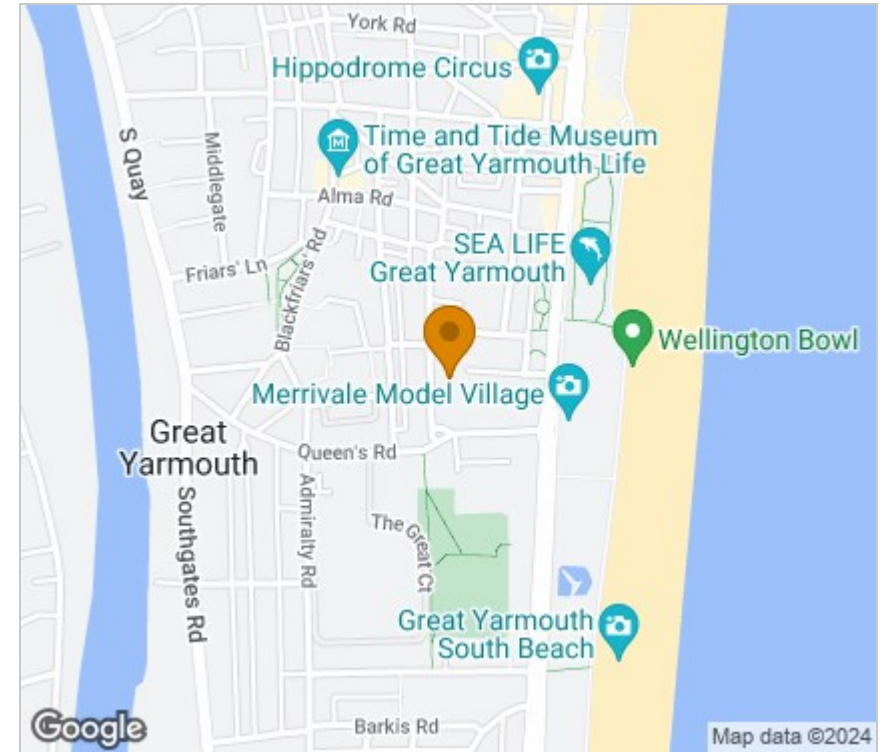 York Rd
Hippodrome Circus
S Quay
Middlegate
Time and Tide Museum
of Great Yarmouth Life
Alma Rd
SEA LIFE
Great Yarmouth
Friars' Ln
Blackfriars' Rd
Wellington Bowl
Merrivale Model Village
Great
Yarmouth
Queen's Rd
Southgates Rd
Admiralty Rd
The Great Ct
Great Yarmouth
South Beach
Barkis Rd
Google
Map data ©2024